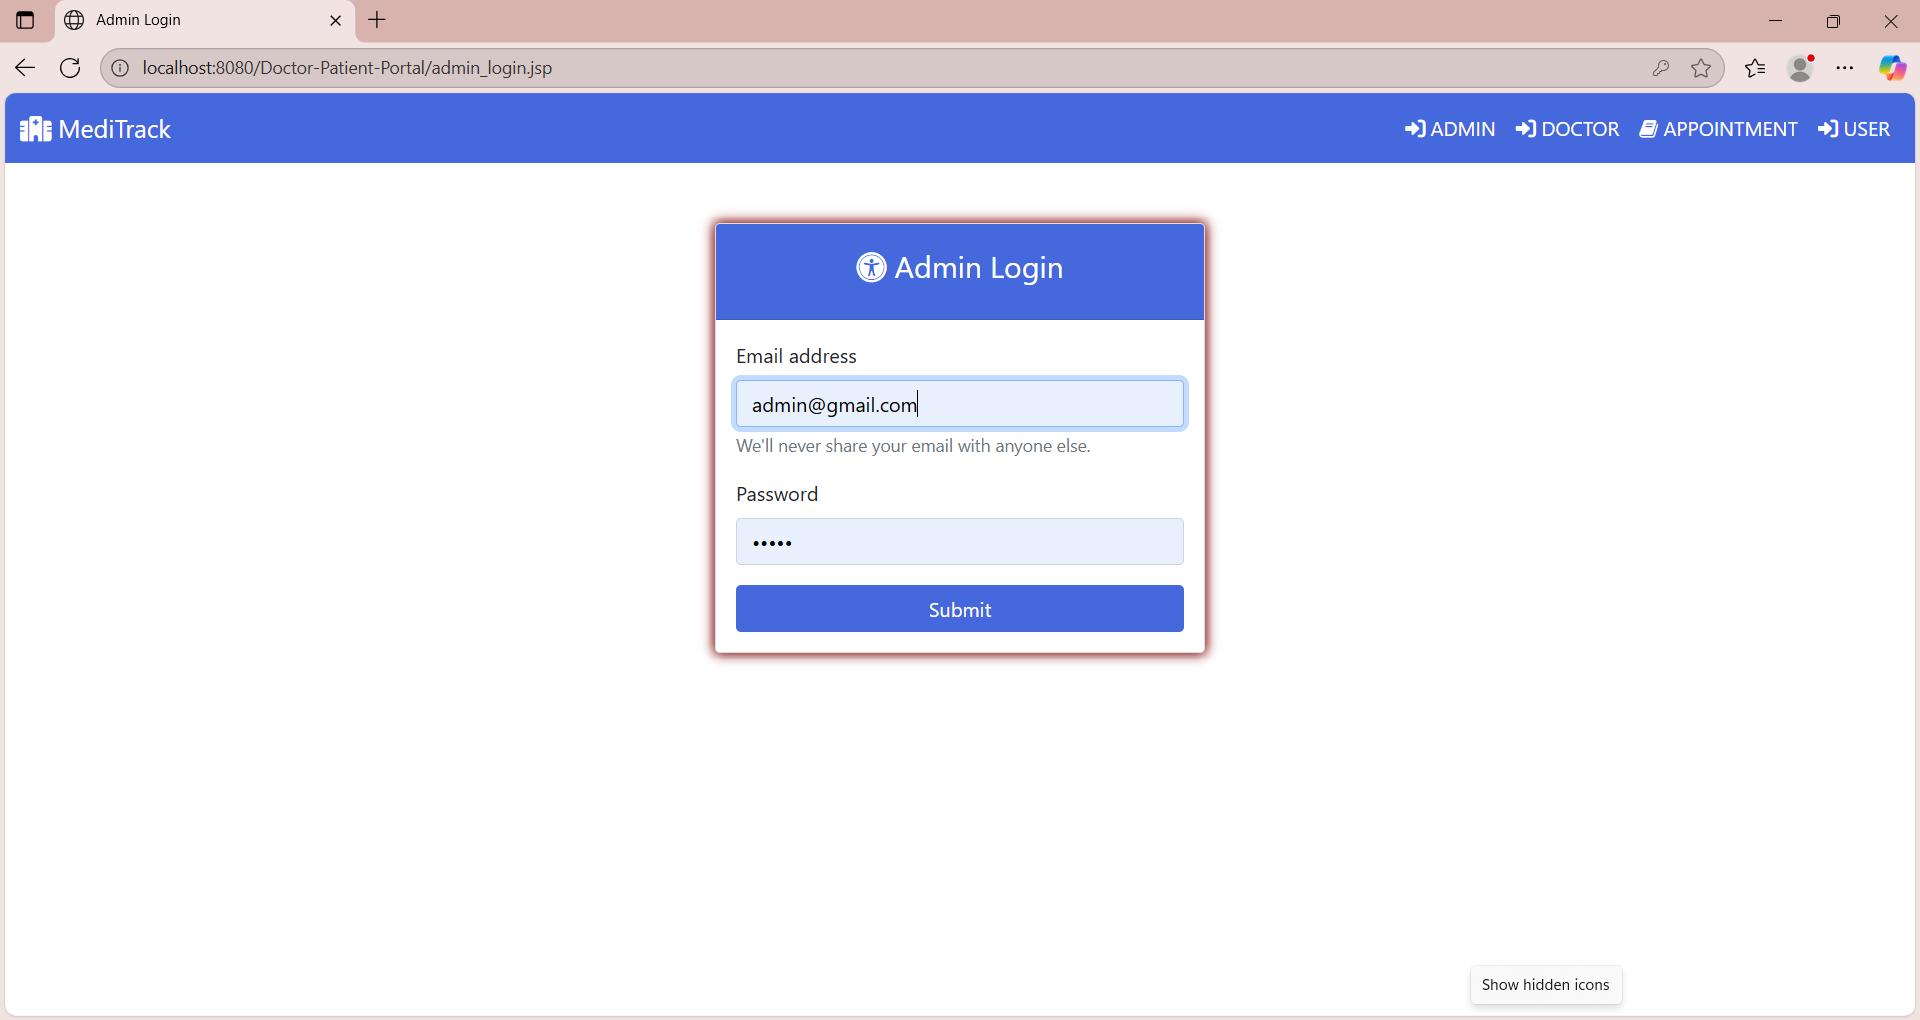 Admin Login
localhost:8080/Doctor-Patient-Portal/admin_login.jsp
MediTrack
ADMIN DOCTOR APPOINTMENT USER
Admin Login
Email address
admin@gmail.com
We'll never share your email with anyone else.
Password
•••••
Submit
Show hidden icons